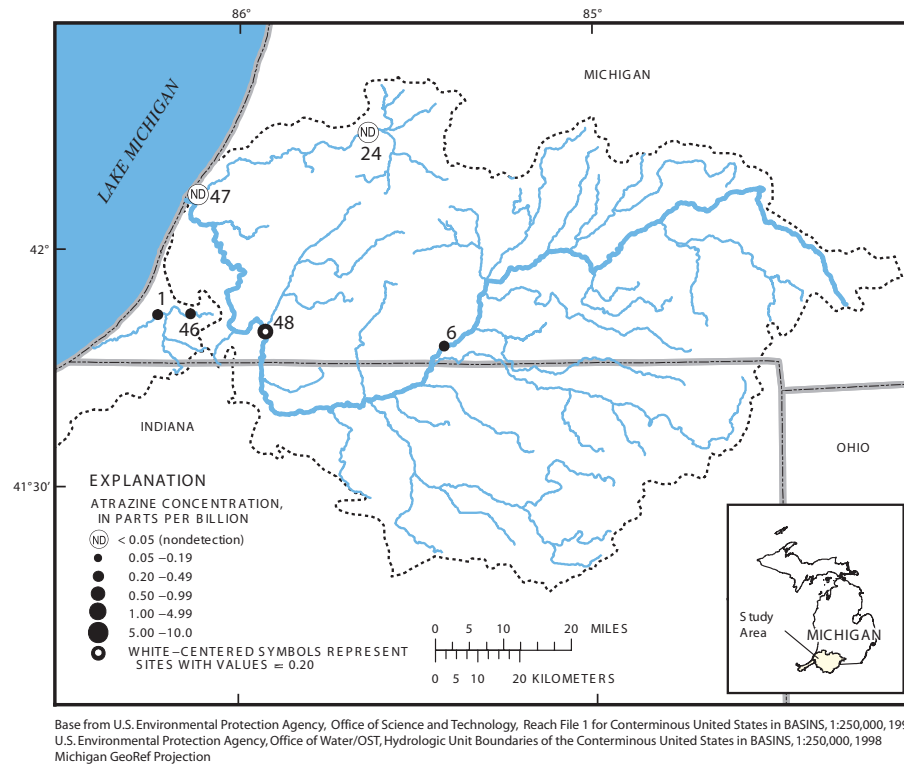 86°
85°
MICHIGAN
LAKE MICHIGAN
ND
24
ND
47
42°
1
46
48
6
INDIANA
OHIO
41°30'
EXPLANATION
ATRAZINE CONCENTRATION,
IN PARTS PER BILLION
ND < 0.05 (nondetection)
0.05 –0.19
0.20 –0.49
0.50 –0.99
1.00 –4.99
5.00 –10.0
WHITE–CENTERED SYMBOLS REPRESENT
SITES WITH VALUES = 0.20
0 5 10 20 MILES
0 5 10 20 KILOMETERS
Study
Area
MICHIGAN
Base from U.S. Environmental Protection Agency, Office of Science and Technology, Reach File 1 for Conterminous United States in BASINS, 1:250,000, 199
U.S. Environmental Protection Agency, Office of Water/OST, Hydrologic Unit Boundaries of the Conterminous United States in BASINS, 1:250,000, 1998
Michigan GeoRef Projection